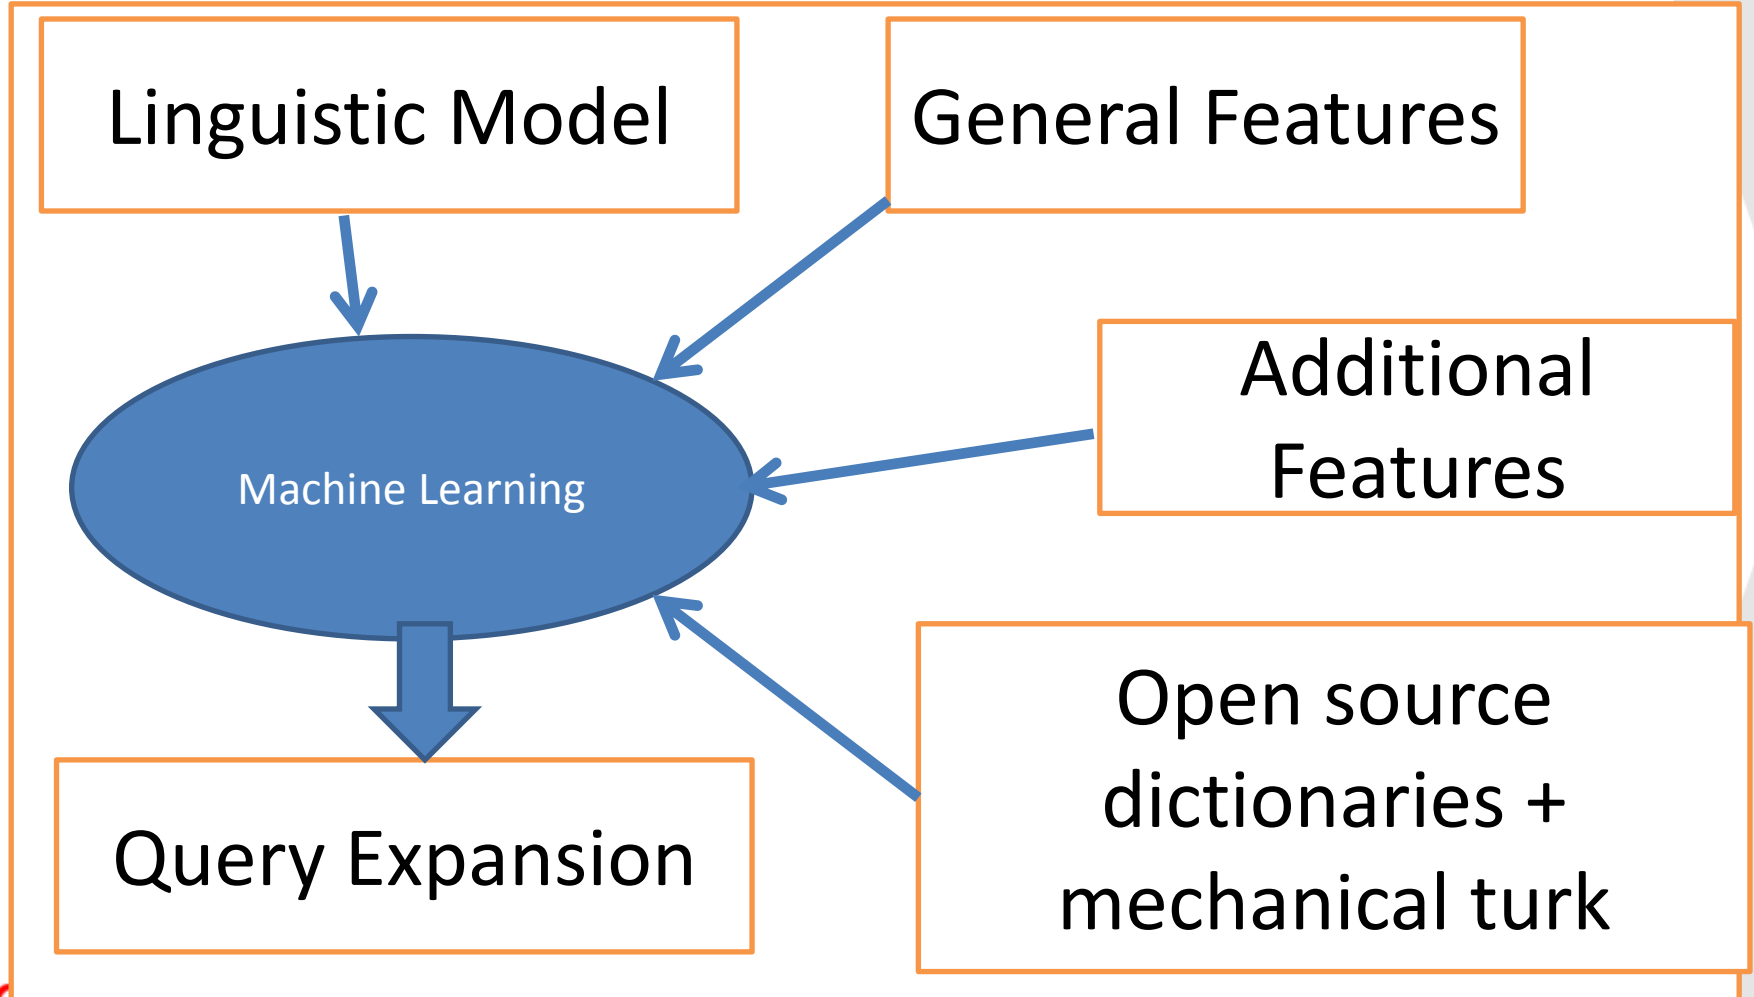 Linguistic Model
General Features
Additional
Features
Machine Learning
Open source
dictionaries +
mechanical turk
Query Expansion